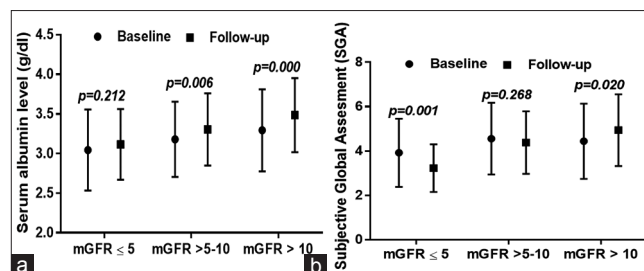 Baseline
Follow-up
p=0.212
p=0.006
p=0.000
Serum albumin level (g/dl)
4.5
4.0
3.5
3.0
2.5
2.0
mGFR ≤ 5
mGFR >5-10
mGFR > 10
a
Baseline
Follow-up
p=0.001
p=0.268
p=0.020
Subjective Global Assesment (SGA)
8
6
4
2
0
mGFR ≤ 5
mGFR >5-10
mGFR > 10
b